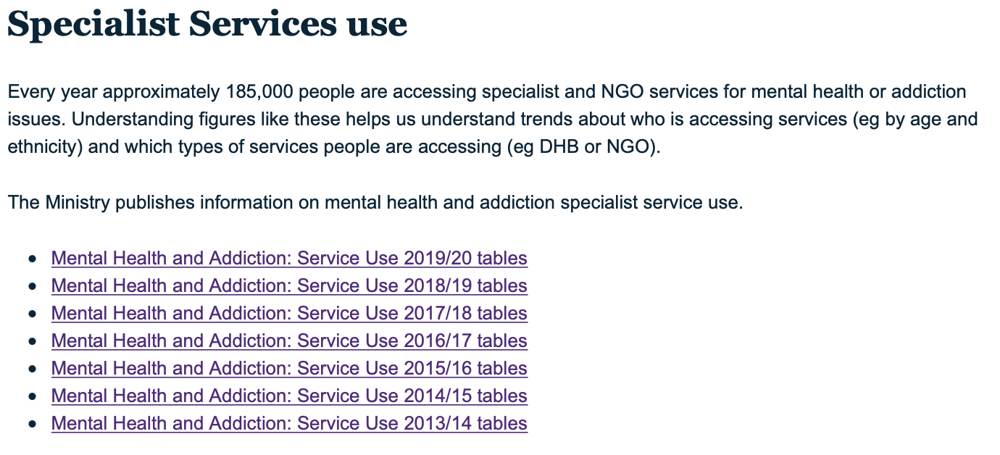 Specialist Services use
Every year approximately 185,000 people are accessing specialist and NGO services for mental health or addiction
issues. Understanding figures like these helps us understand trends about who is accessing services (eg by age and
ethnicity) and which types of services people are accessing (eg DHB or NGO).
The Ministry publishes information on mental health and addiction specialist service use.
• Mental Health and Addiction: Service Use 2019/20 tables
• Mental Health and Addiction: Service Use 2018/19 tables
• Mental Health and Addiction: Service Use 2017/18 tables
• Mental Health and Addiction: Service Use 2016/17 tables
• Mental Health and Addiction: Service Use 2015/16 tables
• Mental Health and Addiction: Service Use 2014/15 tables
• Mental Health and Addiction: Service Use 2013/14 tables